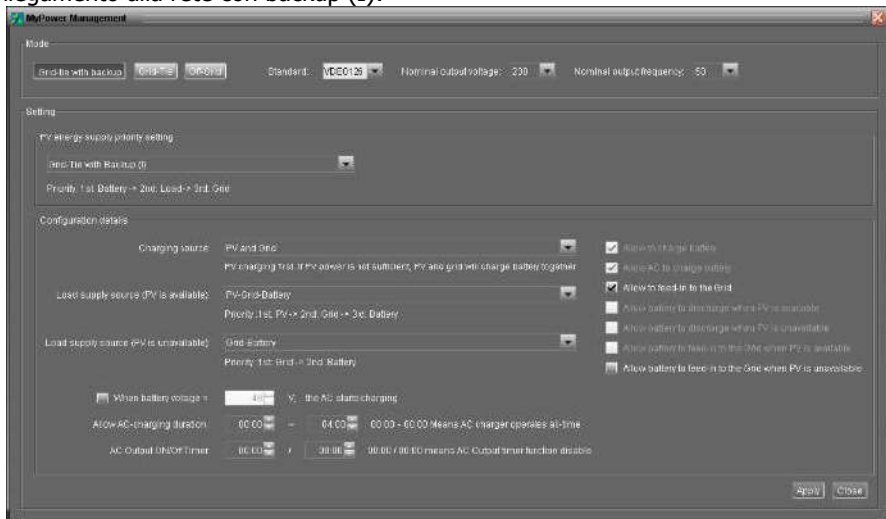 legamento alla rete con backup (I).
MyPower Management
Mode
Grid-tie with backup Grid-Tie Off-Grid Standard: VDE0126 Nominal output voltage: 230 Nominal output frequency: 50
Setting
PV energy supply priority setting
Grid-Tie with Backup (I)
Priority: 1st. Battery-> 2nd. Load-> 3rd. Grid
Configuration details
Charging source PV and Grid Allow to charge battery
PV charging first. If PV power is not sufficient, PV and grid will charge battery together Allow AC to charge battery
Load supply source (PV is available) PV-Grid-Battery Allow to feed-in to the Grid
Priority: 1st. PV-> 2nd. Grid-> 3rd. Battery Allow battery to discharge when PV is available
Allow battery to discharge when PV is unavailable
Load supply source (PV is unavailable) Grid-Battery Allow battery to feed-in to the Grid when PV is available
Priority: 1st. Grid-> 2nd. Battery Allow battery to feed-in to the Grid when PV is unavailable
When battery voltage < V, the AC starts charging
Allow AC-charging duration: 00:00 - 04:00 00:00 - 00:00 Means AC charger operates all-time
AC Output ON/Off Timer 00:00 / 00:00 00:00 / 00:00 means AC Output timer function disable
Apply Close